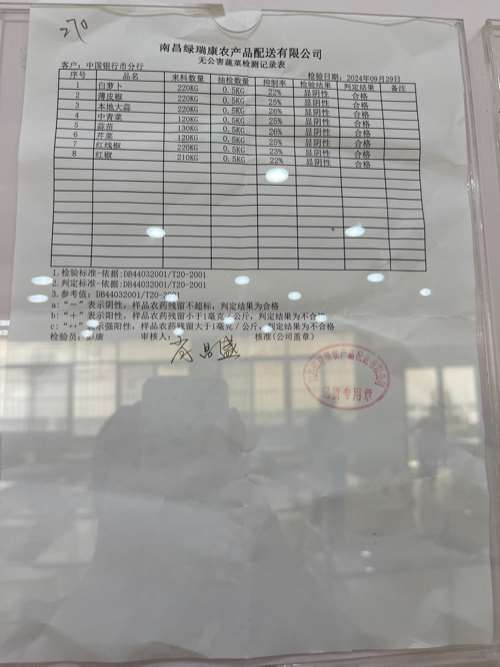 270
南昌绿瑞康农产品配送有限公司
无公害蔬菜检测记录表
客户：中国银行市分行 检验日期：2024年09月29日
序号 品名 来料数量 抽检数量 抑制率 检验结果 判定结果 备注
1 白萝卜 220KG 0.5KG 22% 显阴性 合格
2 薄皮椒 220KG 0.5KG 25% 显阴性 合格
3 本地大蒜 220KG 0.5KG 26% 显阴性 合格
4 中青菜 120KG 0.5KG 25% 显阴性 合格
5 蒜苗 130KG 0.5KG 26% 显阴性 合格
6 芹菜 120KG 0.5KG 25% 显阴性 合格
7 红线椒 220KG 0.5KG 23% 显阴性 合格
8 红椒 210KG 0.5KG 22% 显阴性 合格
1.检验标准-依据:DB44032001/T20-2001
2.判定标准-依据:DB44032001/T20-2001
3.参考值：DB44032001/T20-2001
a："-"表示阴性，样品农药残留不超标，判定结果为合格
b："+"表示阳性，样品农药残留小于1毫克/公斤，判定结果为不合格
c："++"表示强阳性，样品农药残留大于1毫克/公斤，判定结果为不合格
检验员： 康 审核人： 核准(公司盖章)
品管专用章